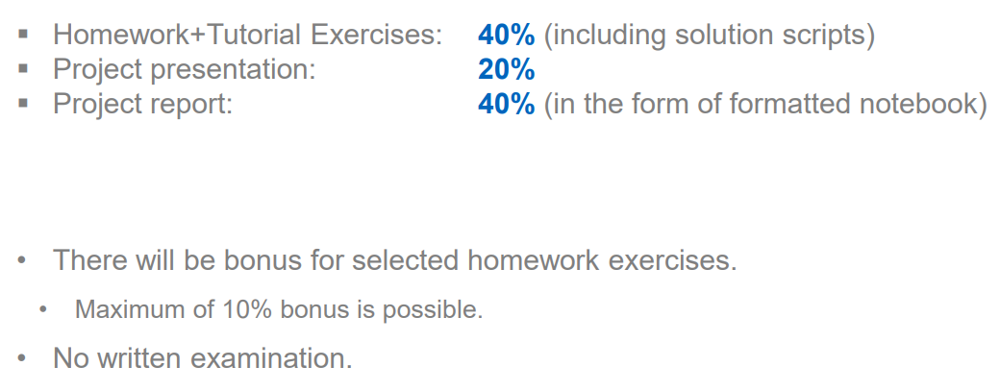 ▪ Homework+Tutorial Exercises: 40% (including solution scripts)
▪ Project presentation: 20%
▪ Project report: 40% (in the form of formatted notebook)
• There will be bonus for selected homework exercises.
• Maximum of 10% bonus is possible.
• No written examination.